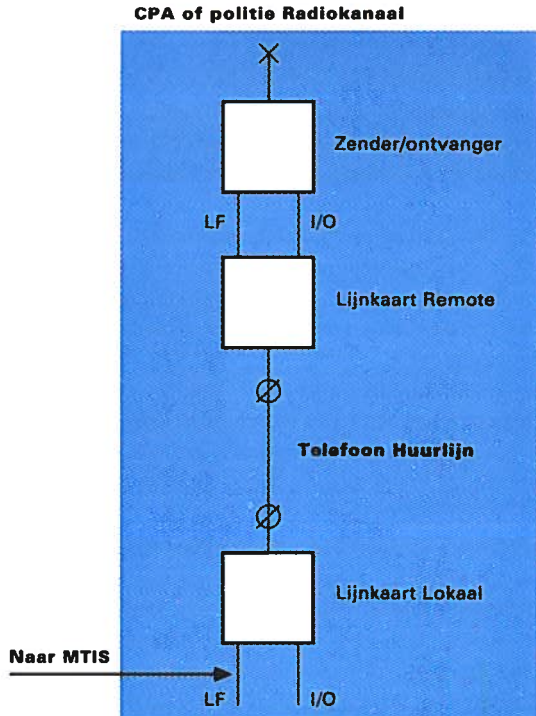 CPA of politie Radiokanaal
Zender/ontvanger
LF I/O
Lijnkaart Remote
Telefoon Huurlijn
Lijnkaart Lokaal
Naar MTIS
LF I/O